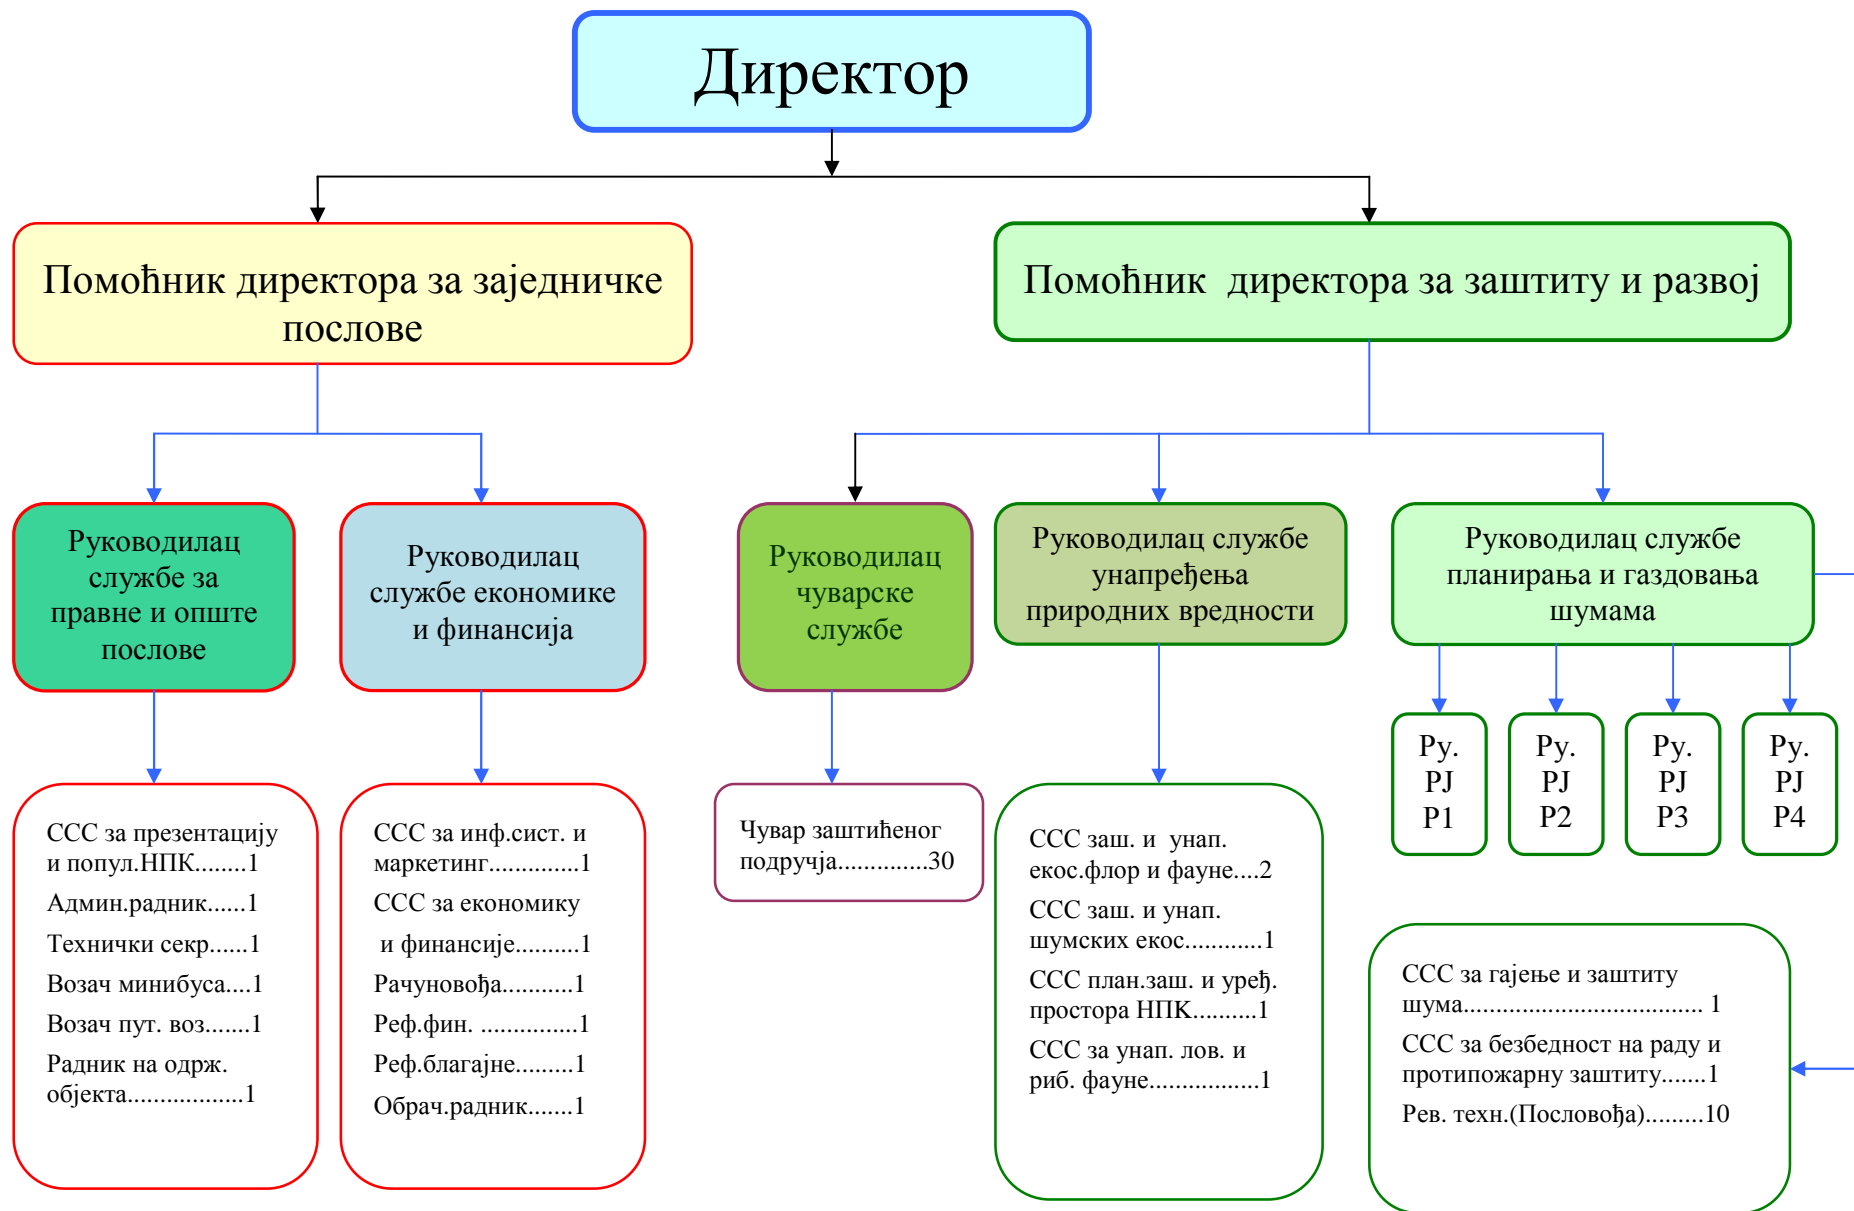 Директор
Помоћник директора за заједничке
послове
Помоћник  директора за заштиту и развој
Руководилац
службе за
правне и опште
послове
Руководилац
службе економике
и финансија
Руководилац
чуварске
службе
Руководилац службе
унапређења
природних вредности
Руководилац службе
планирања и газдовања
шумама
Ру.
РЈ
Р1
Ру.
РЈ
Р2
Ру.
РЈ
Р3
Ру.
РЈ
Р4
ССС за презентацију
и попул.НПК........1
Админ.радник......1
Технички секр......1
Возач минибуса....1
Возач пут. воз.......1
Радник на одрж.
објекта...................1
ССС за инф.сист. и
маркетинг..............1
ССС за економику
и финансије..........1
Рачуновођа...........1
Реф.фин. ...............1
Реф.благајне.........1
Обрач.радник.......1
Чувар заштићеног
подручја..............30
ССС заш. и  унап.
екос.флор и фауне....2
ССС заш. и унап.
шумских екос............1
ССС план.заш. и уређ.
простора НПК..........1
ССС за унап. лов. и
риб. фауне.................1
ССС за гајење и заштиту
шума..................................... 1
ССС за безбедност на раду и
протипожарну заштиту.......1
Рев. техн.(Пословођа).........10